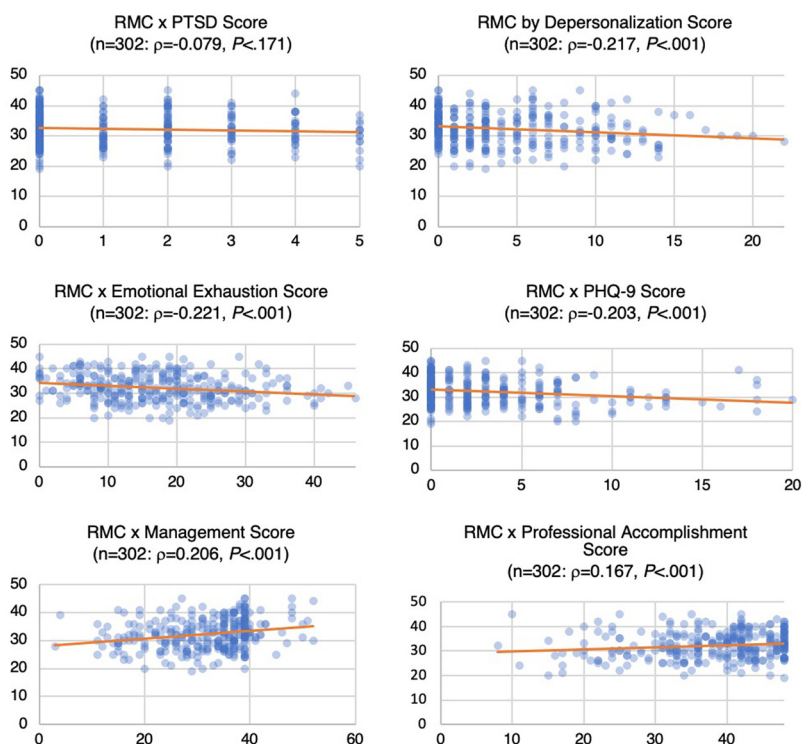 RMC x PTSD Score
(n=302: ρ=-0.079, P<.171)
50
40
30
20
10
0
0 1 2 3 4 5
RMC by Depersonalization Score
(n=302: ρ=-0.217, P<.001)
50
40
30
20
10
0
0 5 10 15 20
RMC x Emotional Exhaustion Score
(n=302: ρ=-0.221, P<.001)
50
40
30
20
10
0
0 20 40
RMC x PHQ-9 Score
(n=302: ρ=-0.203, P<.001)
50
40
30
20
10
0
0 5 10 15 20
RMC x Management Score
(n=302: ρ=0.206, P<.001)
50
40
30
20
10
0
0 20 40 60
RMC x Professional Accomplishment
Score
(n=302: ρ=0.167, P<.001)
50
40
30
20
10
0
0 10 20 30 40